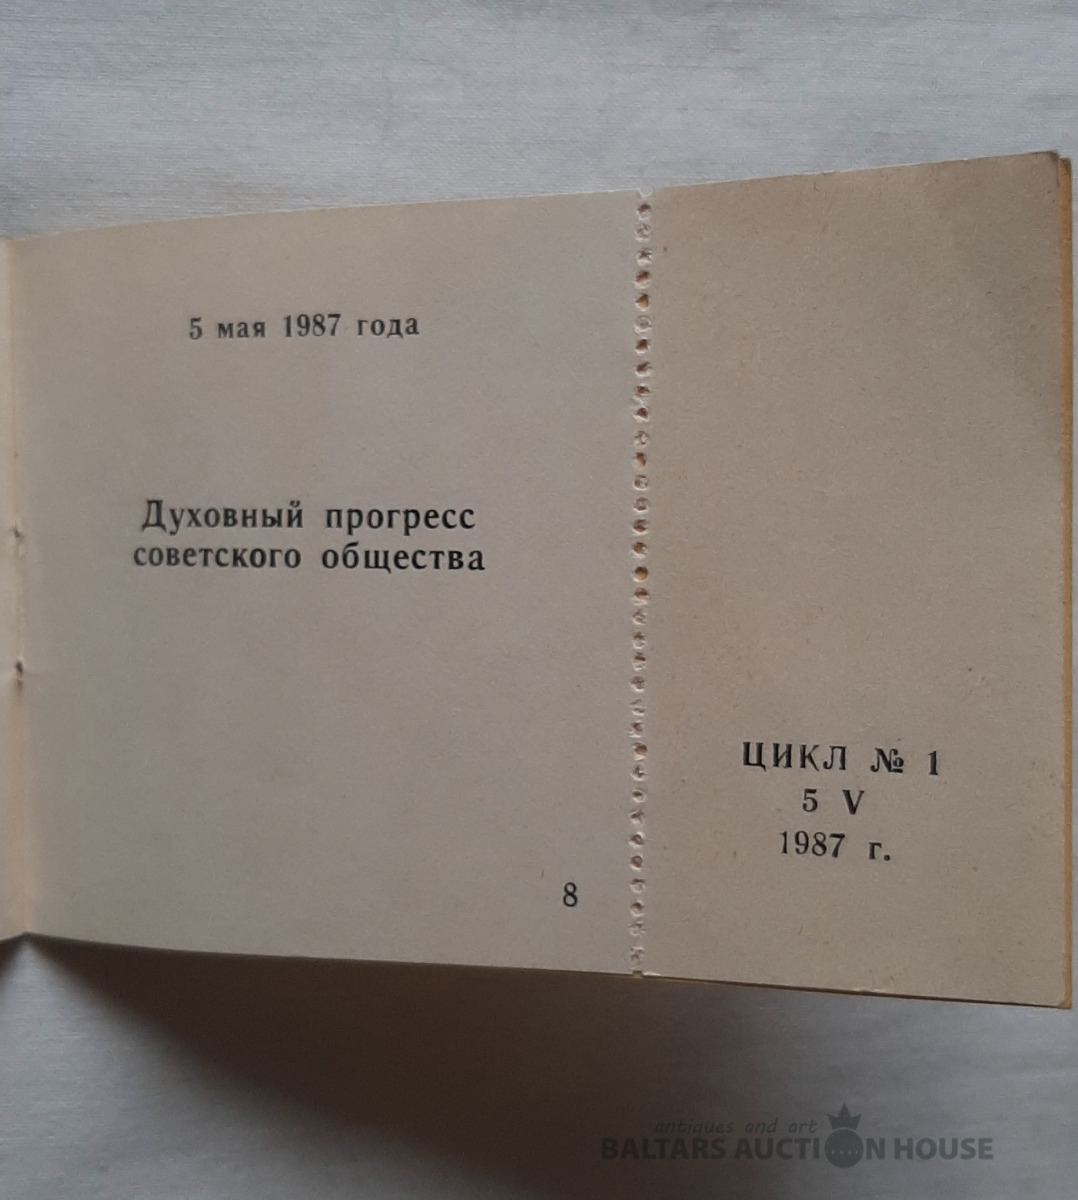 5 мая 1987 года
Духовный прогресс
советского общества
8
ЦИКЛ № 1
5 V
1987 г.
antiques and art
BALTARS AUCTION HOUSE